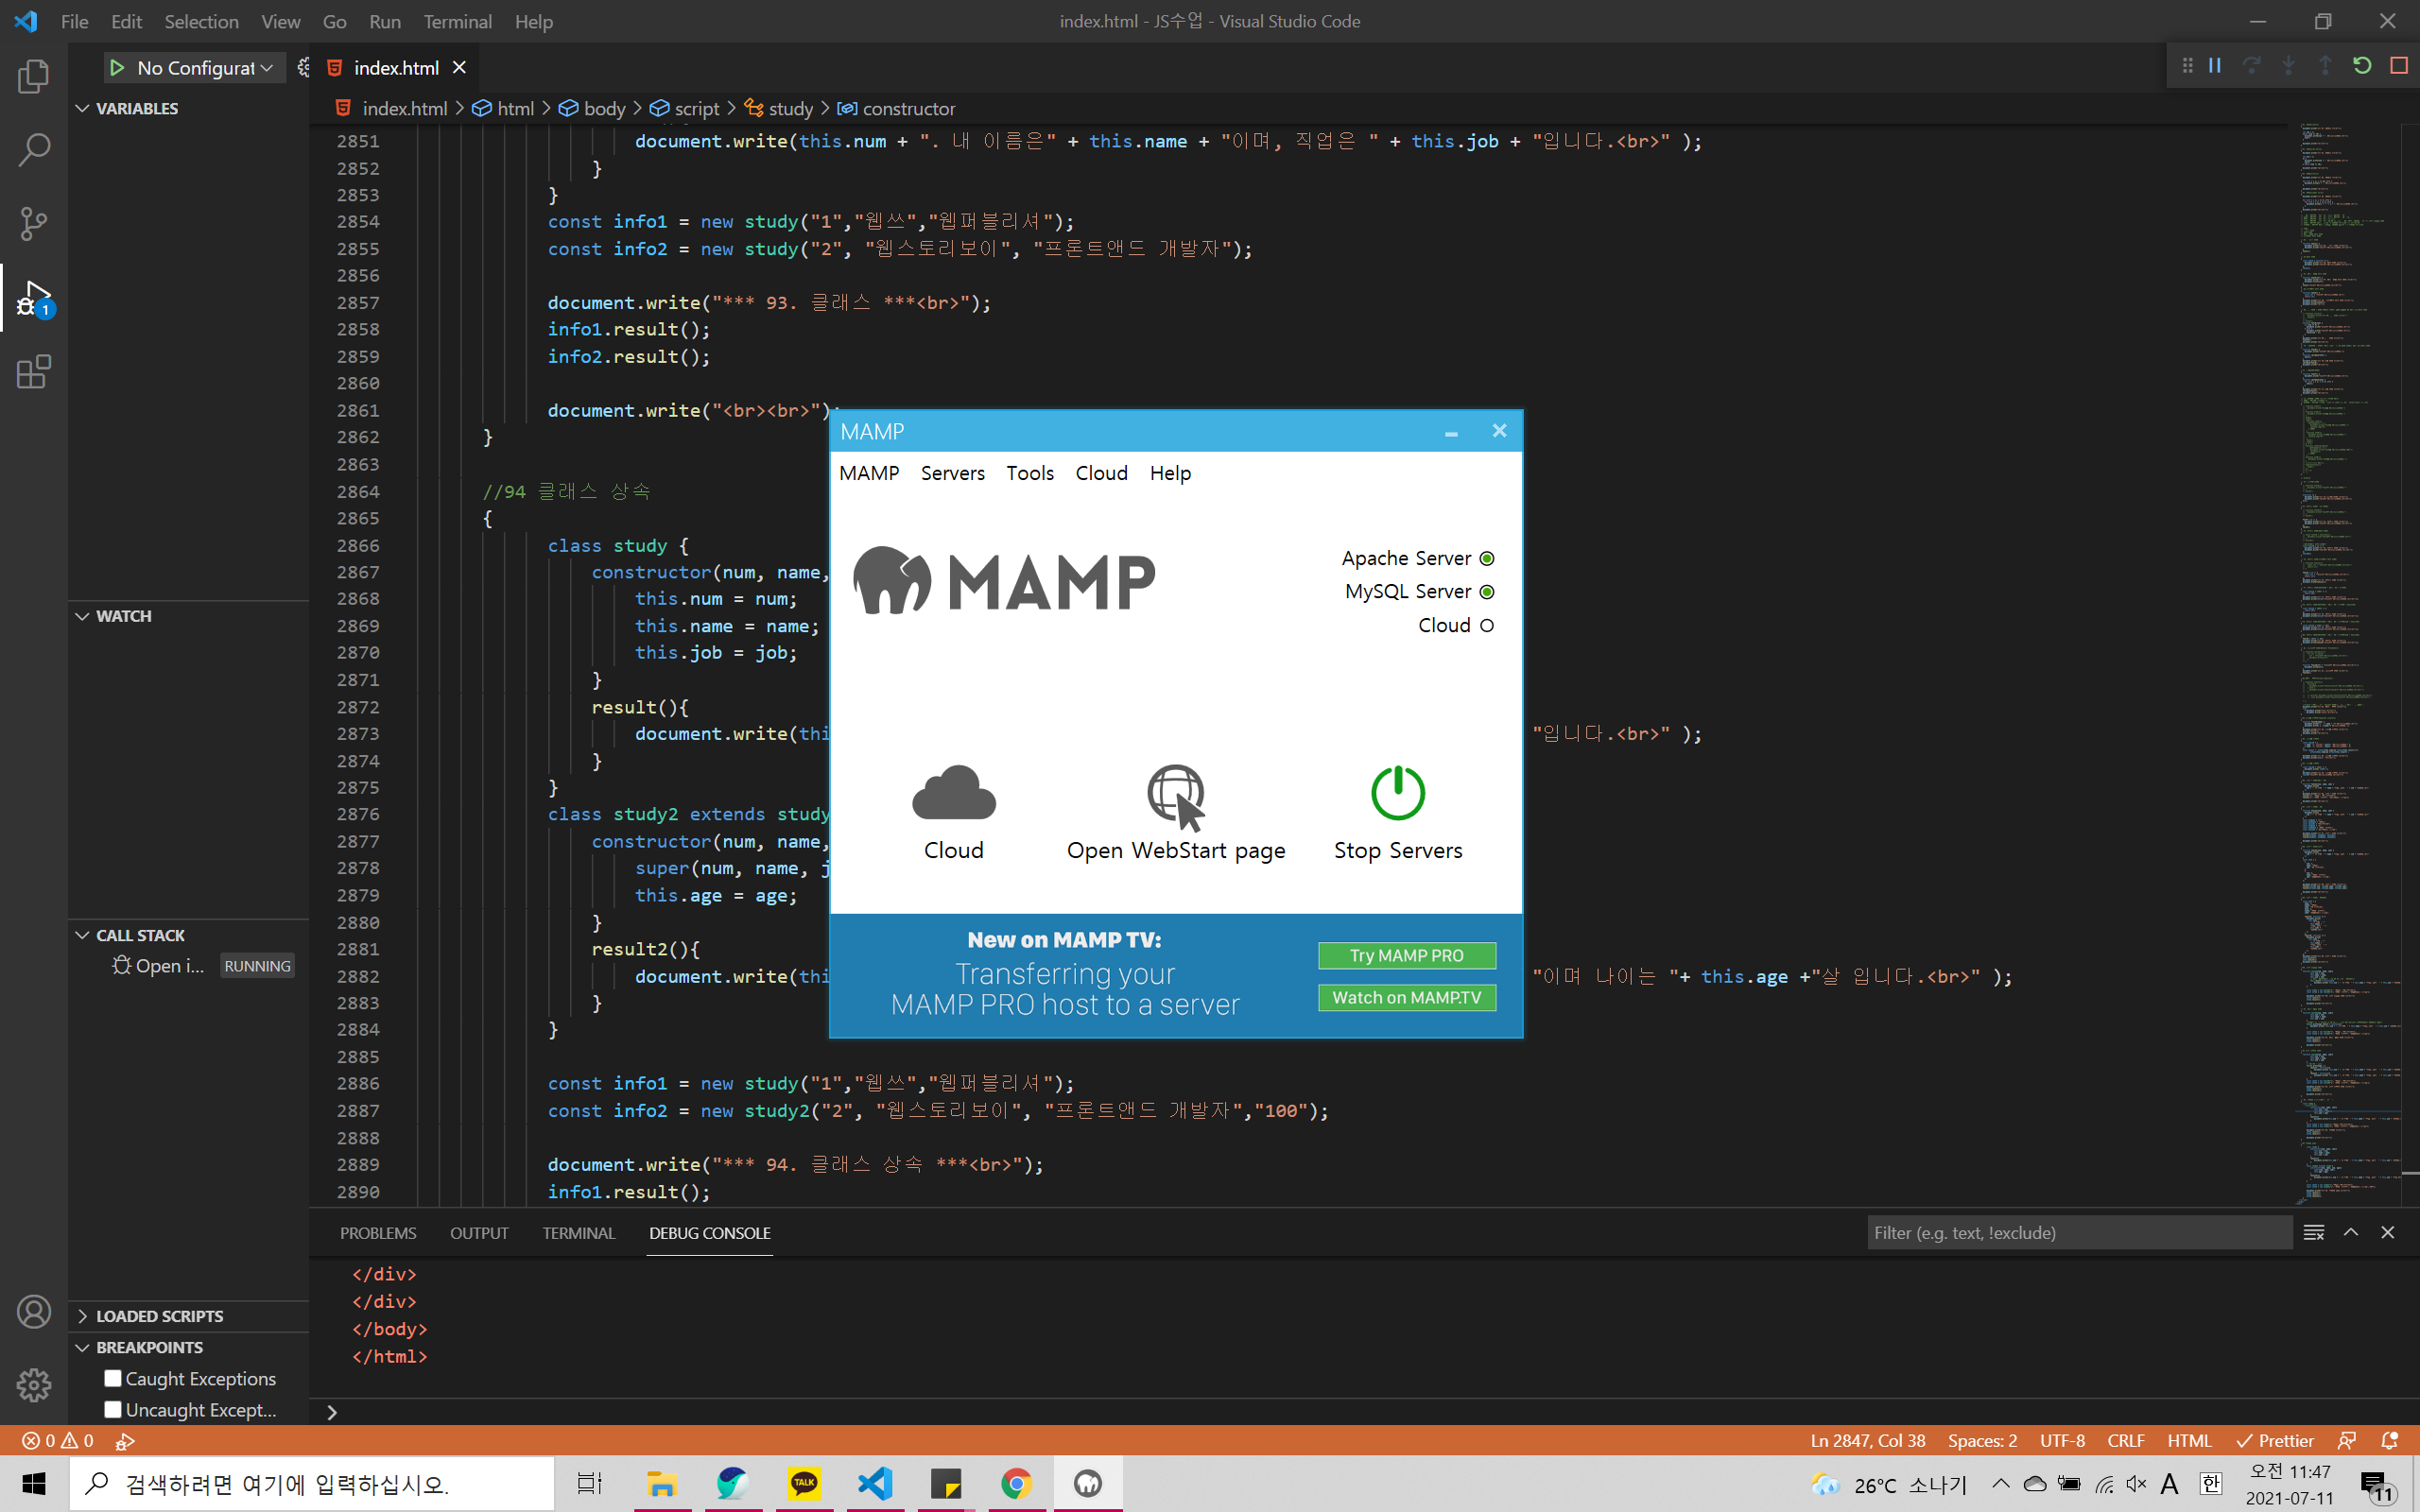 File Edit Selection View Go Run Terminal Help
index.html - JS수업 - Visual Studio Code
No Configurat
index.html
VARIABLES
index.html > html > body > script > study > constructor
2851 document.write(this.num + ". 내 이름은" + this.name + "이며, 직업은 " + this.job + "입니다.<br>" );
2852 }
2853 }
2854 const info1 = new study("1","웹쓰","웹퍼블리셔");
2855 const info2 = new study("2", "웹스토리보이", "프론트앤드 개발자");
2856
2857 document.write("*** 93. 클래스 ***<br>");
2858 info1.result();
2859 info2.result();
2860
2861 document.write("<br><br>");
2862 }
2863
2864 //94 클래스 상속
2865 {
2866 class study {
2867 constructor(num, name,
2868 this.num = num;
2869 this.name = name;
2870 this.job = job;
2871 }
2872 result(){
2873 document.write(thi "입니다.<br>" );
2874 }
2875 }
2876 class study2 extends study
2877 constructor(num, name,
2878 super(num, name, j
2879 this.age = age;
2880 }
2881 result2(){
2882 document.write(thi "이며 나이는 "+ this.age +"살 입니다.<br>" );
2883 }
2884 }
2885
2886 const info1 = new study("1","웹쓰","웹퍼블리셔");
2887 const info2 = new study2("2", "웹스토리보이", "프론트앤드 개발자","100");
2888
2889 document.write("*** 94. 클래스 상속 ***<br>");
2890 info1.result();
MAMP
MAMP Servers Tools Cloud Help
MAMP
Apache Server
MySQL Server
Cloud
Cloud
Open WebStart page
Stop Servers
New on MAMP TV:
Transferring your
MAMP PRO host to a server
Try MAMP PRO
Watch on MAMP.TV
1
WATCH
CALL STACK
Open i... RUNNING
LOADED SCRIPTS
BREAKPOINTS
Caught Exceptions
Uncaught Except...
PROBLEMS OUTPUT TERMINAL DEBUG CONSOLE
Filter (e.g. text, !exclude)
</div>
</div>
</body>
</html>
0 0
Ln 2847, Col 38 Spaces: 2 UTF-8 CRLF HTML Prettier
검색하려면 여기에 입력하십시오.
TALK
26°C 소나기
A 한
오전 11:47
2021-07-11
11